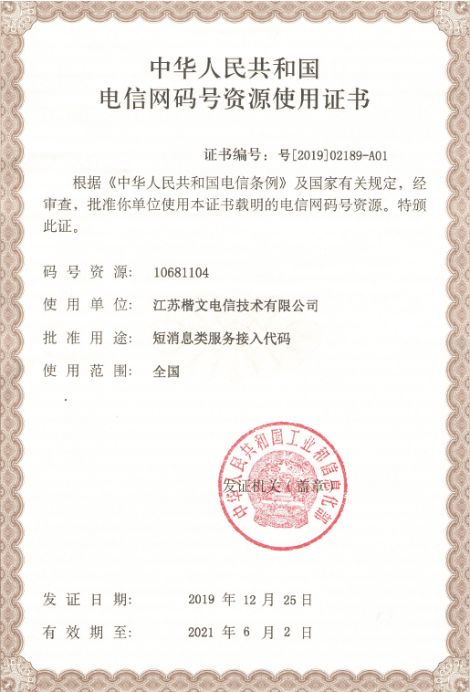 中华人民共和国
电信网码号资源使用证书
证书编号：号[2019]02189-A01
根据《中华人民共和国电信条例》及国家有关规定，经
审查，批准你单位使用本证书载明的电信网码号资源。特颁
此证。
码号资源: 10681104
使用单位: 江苏楷文电信技术有限公司
批准用途: 短消息类服务接入代码
使用范围: 全国
中华人民共和国工业和信息化部
发证机关（盖章）
发证日期: 2019 年 12 月 25 日
有效期至: 2021 年 6 月 2 日